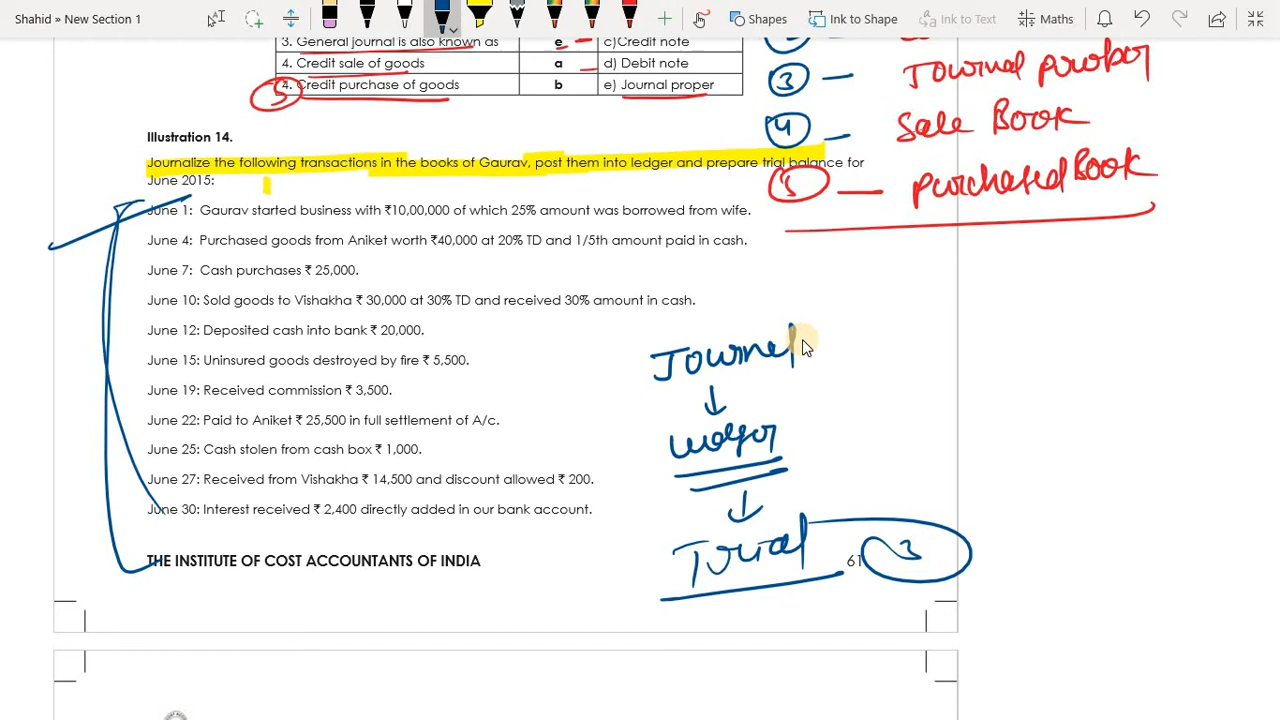 Shahid » New Section 1
Shapes
Ink to Shape
Ink to Text
Maths
3. General journal is also known as e c)Credit note
4. Credit sale of goods a d) Debit note
4. Credit purchase of goods b e) Journal proper
5
3 — Journal prober
4 — Sale Book
5 — purchased Book
Illustration 14.
Journalize the following transactions in the books of Gaurav, post them into ledger and prepare trial balance for
June 2015:
June 1: Gaurav started business with ₹10,00,000 of which 25% amount was borrowed from wife.
June 4: Purchased goods from Aniket worth ₹40,000 at 20% TD and 1/5th amount paid in cash.
June 7: Cash purchases ₹ 25,000.
June 10: Sold goods to Vishakha ₹ 30,000 at 30% TD and received 30% amount in cash.
June 12: Deposited cash into bank ₹ 20,000.
June 15: Uninsured goods destroyed by fire ₹ 5,500.
June 19: Received commission ₹ 3,500.
June 22: Paid to Aniket ₹ 25,500 in full settlement of A/c.
June 25: Cash stolen from cash box ₹ 1,000.
June 27: Received from Vishakha ₹ 14,500 and discount allowed ₹ 200.
June 30: Interest received ₹ 2,400 directly added in our bank account.
Journal
↓
↓
Trial
3
THE INSTITUTE OF COST ACCOUNTANTS OF INDIA 61